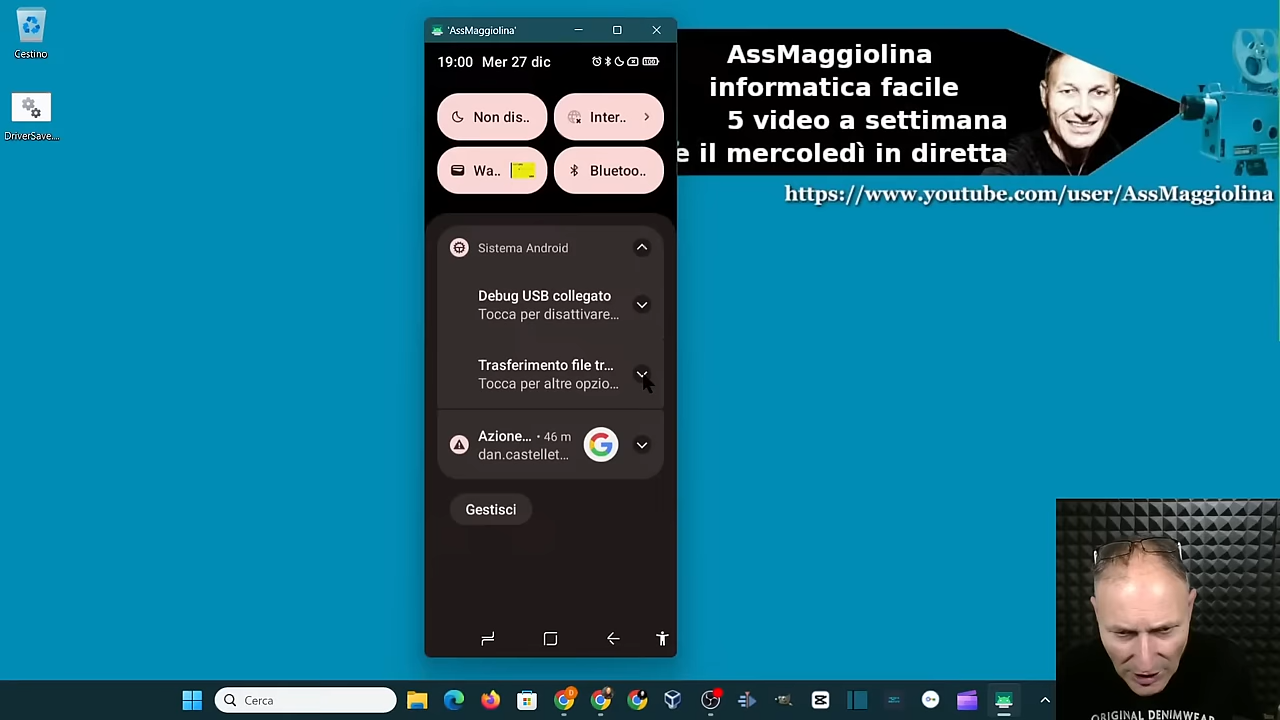 Cestino
DriverSave....
'AssMaggiolina'
19:00 Mer 27 dic
100
Non dis..
Inter..
Wa..
Bluetoo..
Sistema Android
Debug USB collegato
Tocca per disattivare…
Trasferimento file tr…
Tocca per altre opzio…
Azione… • 46 m
dan.castellet…
Gestisci
AssMaggiolina
informatica facile
5 video a settimana
e il mercoledì in diretta
https://www.youtube.com/user/AssMaggiolina
ORIGINAL DENIMWEAR
Cerca